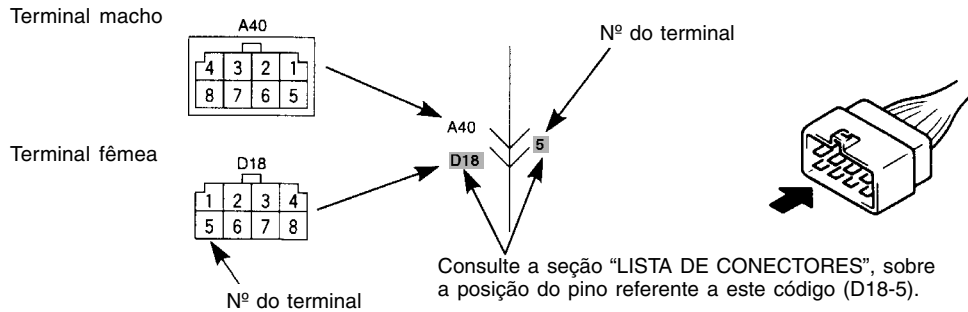 Terminal macho
A40
4 3 2 1
8 7 6 5
Nº do terminal
A40
5
D18
Terminal fêmea
D18
1 2 3 4
5 6 7 8
Nº do terminal
Consulte a seção “LISTA DE CONECTORES”, sobre
a posição do pino referente a este código (D18-5).